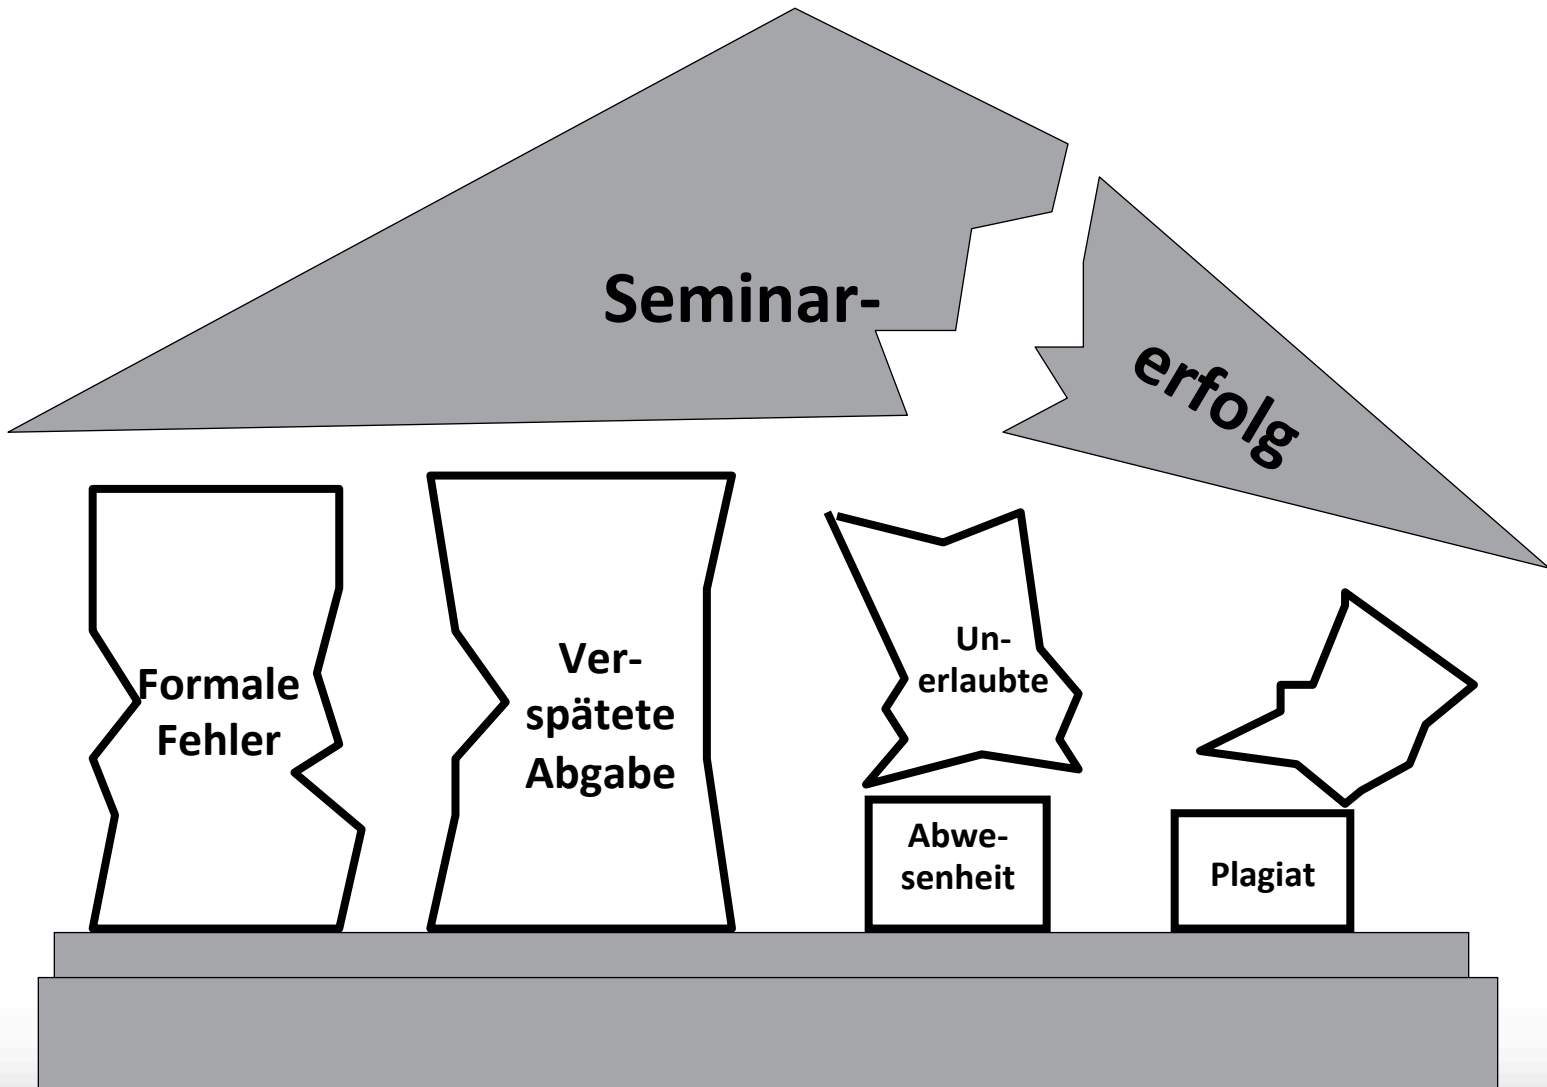 Seminar-
erfolg
Formale
Fehler
Ver-
spätete
Abgabe
Un-
erlaubte
Abwe-
senheit
Plagiat